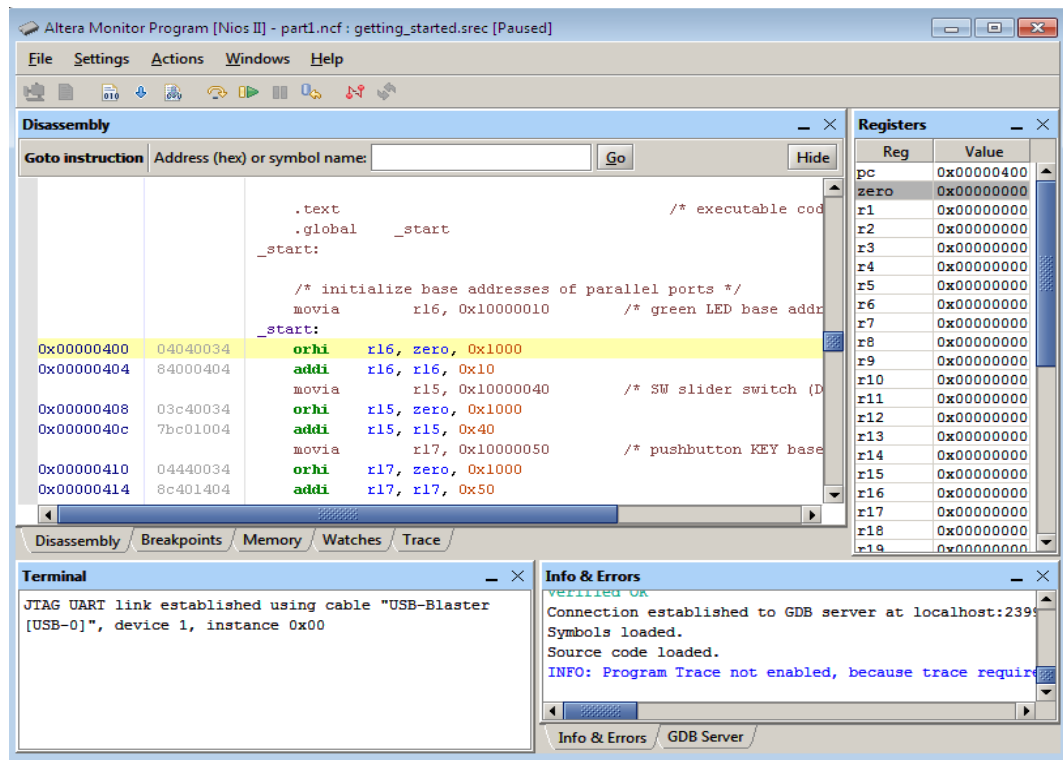 Altera Monitor Program [Nios II] - part1.ncf : getting_started.srec [Paused]
File Settings Actions Windows Help
Disassembly
Goto instruction Address (hex) or symbol name: Go Hide
.text /* executable cod
.global _start
_start:
/* initialize base addresses of parallel ports */
movia r16, 0x10000010 /* green LED base addr
_start:
0x00000400 04040034 orhi r16, zero, 0x1000
0x00000404 84000404 addi r16, r16, 0x10
movia r15, 0x10000040 /* SW slider switch (D
0x00000408 03c40034 orhi r15, zero, 0x1000
0x0000040c 7bc01004 addi r15, r15, 0x40
movia r17, 0x10000050 /* pushbutton KEY base
0x00000410 04440034 orhi r17, zero, 0x1000
0x00000414 8c401404 addi r17, r17, 0x50
Disassembly Breakpoints Memory Watches Trace
Registers
Reg Value
pc 0x00000400
zero 0x00000000
r1 0x00000000
r2 0x00000000
r3 0x00000000
r4 0x00000000
r5 0x00000000
r6 0x00000000
r7 0x00000000
r8 0x00000000
r9 0x00000000
r10 0x00000000
r11 0x00000000
r12 0x00000000
r13 0x00000000
r14 0x00000000
r15 0x00000000
r16 0x00000000
r17 0x00000000
r18 0x00000000
r19 0x00000000
Terminal
JTAG UART link established using cable "USB-Blaster
[USB-0]", device 1, instance 0x00
Info & Errors
Verified OK
Connection established to GDB server at localhost:2399
Symbols loaded.
Source code loaded.
INFO: Program Trace not enabled, because trace require
Info & Errors GDB Server